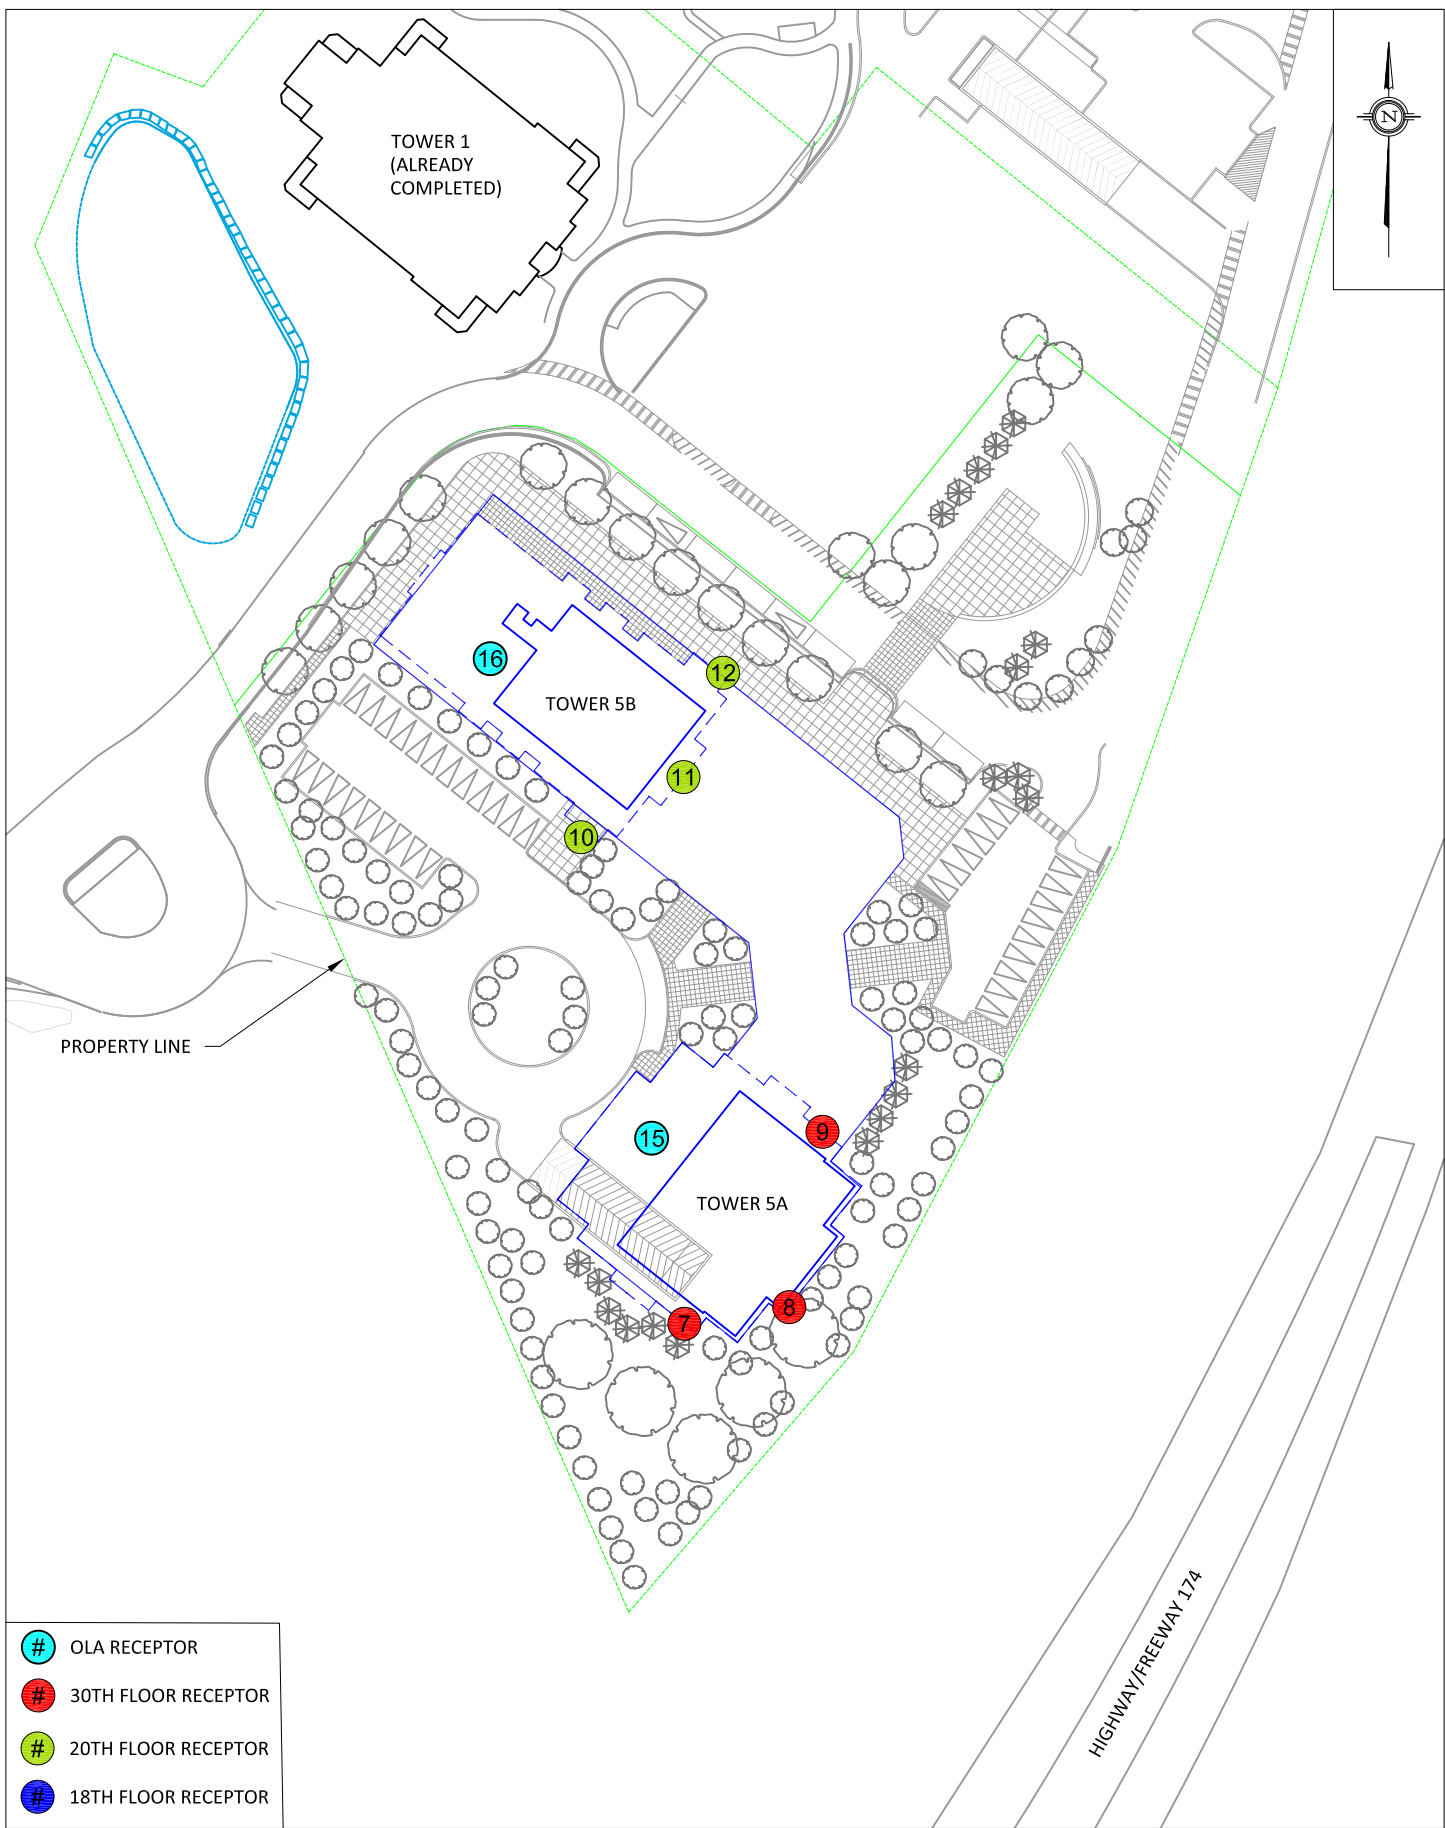 TOWER 1
(ALREADY
COMPLETED)
N
16
12
TOWER 5B
11
10
PROPERTY LINE
9
15
TOWER 5A
8
7
HIGHWAY/FREEWAY 174
# OLA RECEPTOR
# 30TH FLOOR RECEPTOR
# 20TH FLOOR RECEPTOR
# 18TH FLOOR RECEPTOR